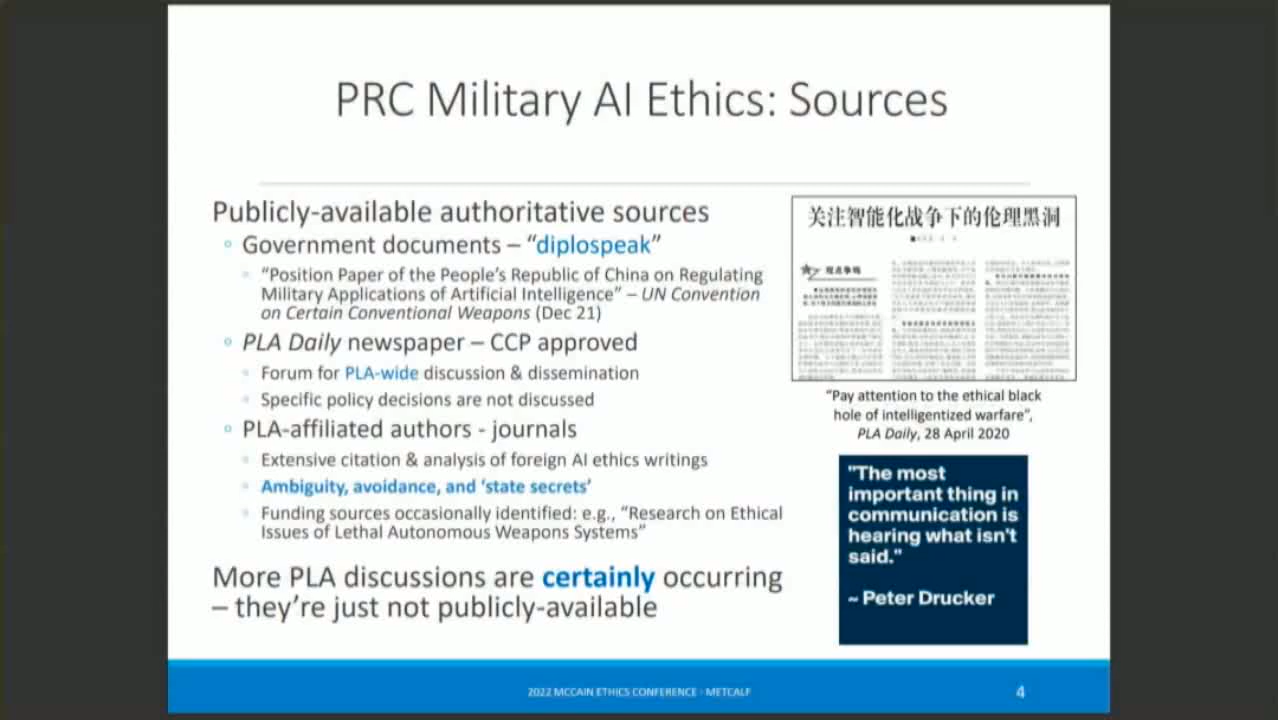 PRC Military AI Ethics: Sources
Publicly-available authoritative sources
Government documents – “diplospeak”
“Position Paper of the People’s Republic of China on Regulating
Military Applications of Artificial Intelligence” – UN Convention
on Certain Conventional Weapons (Dec 21)
PLA Daily newspaper – CCP approved
Forum for PLA-wide discussion & dissemination
Specific policy decisions are not discussed
PLA-affiliated authors - journals
Extensive citation & analysis of foreign AI ethics writings
Ambiguity, avoidance, and ‘state secrets’
Funding sources occasionally identified: e.g., “Research on Ethical
Issues of Lethal Autonomous Weapons Systems”
More PLA discussions are certainly occurring
– they’re just not publicly-available
关注智能化战争下的伦理黑洞
观点争鸣
“Pay attention to the ethical black
hole of intelligentized warfare”,
PLA Daily, 28 April 2020
"The most
important thing in
communication is
hearing what isn't
said."
~ Peter Drucker
2022 MCCAIN ETHICS CONFERENCE - METCALF
4